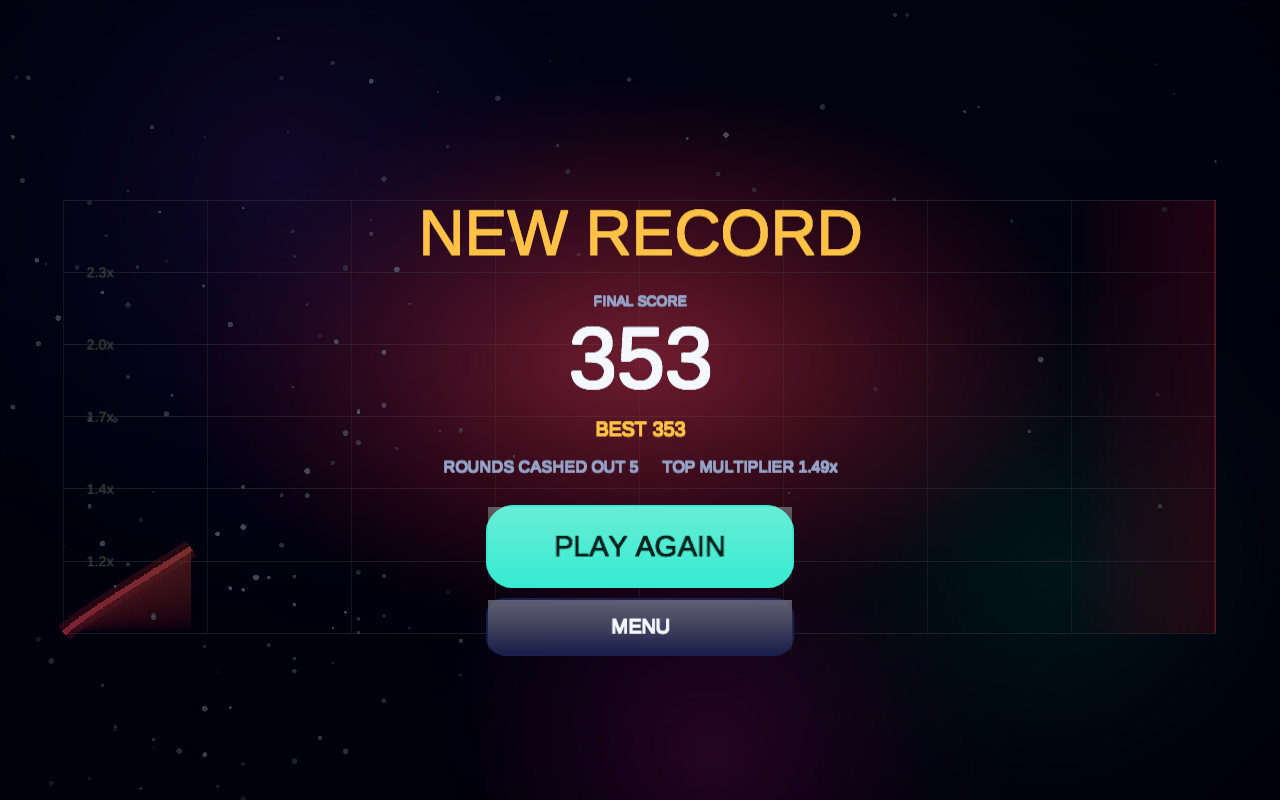 NEW RECORD
2.3x
FINAL SCORE
2.0x
353
1.7x
BEST 353
ROUNDS CASHED OUT 5 TOP MULTIPLIER 1.49x
1.4x
PLAY AGAIN
1.2x
MENU